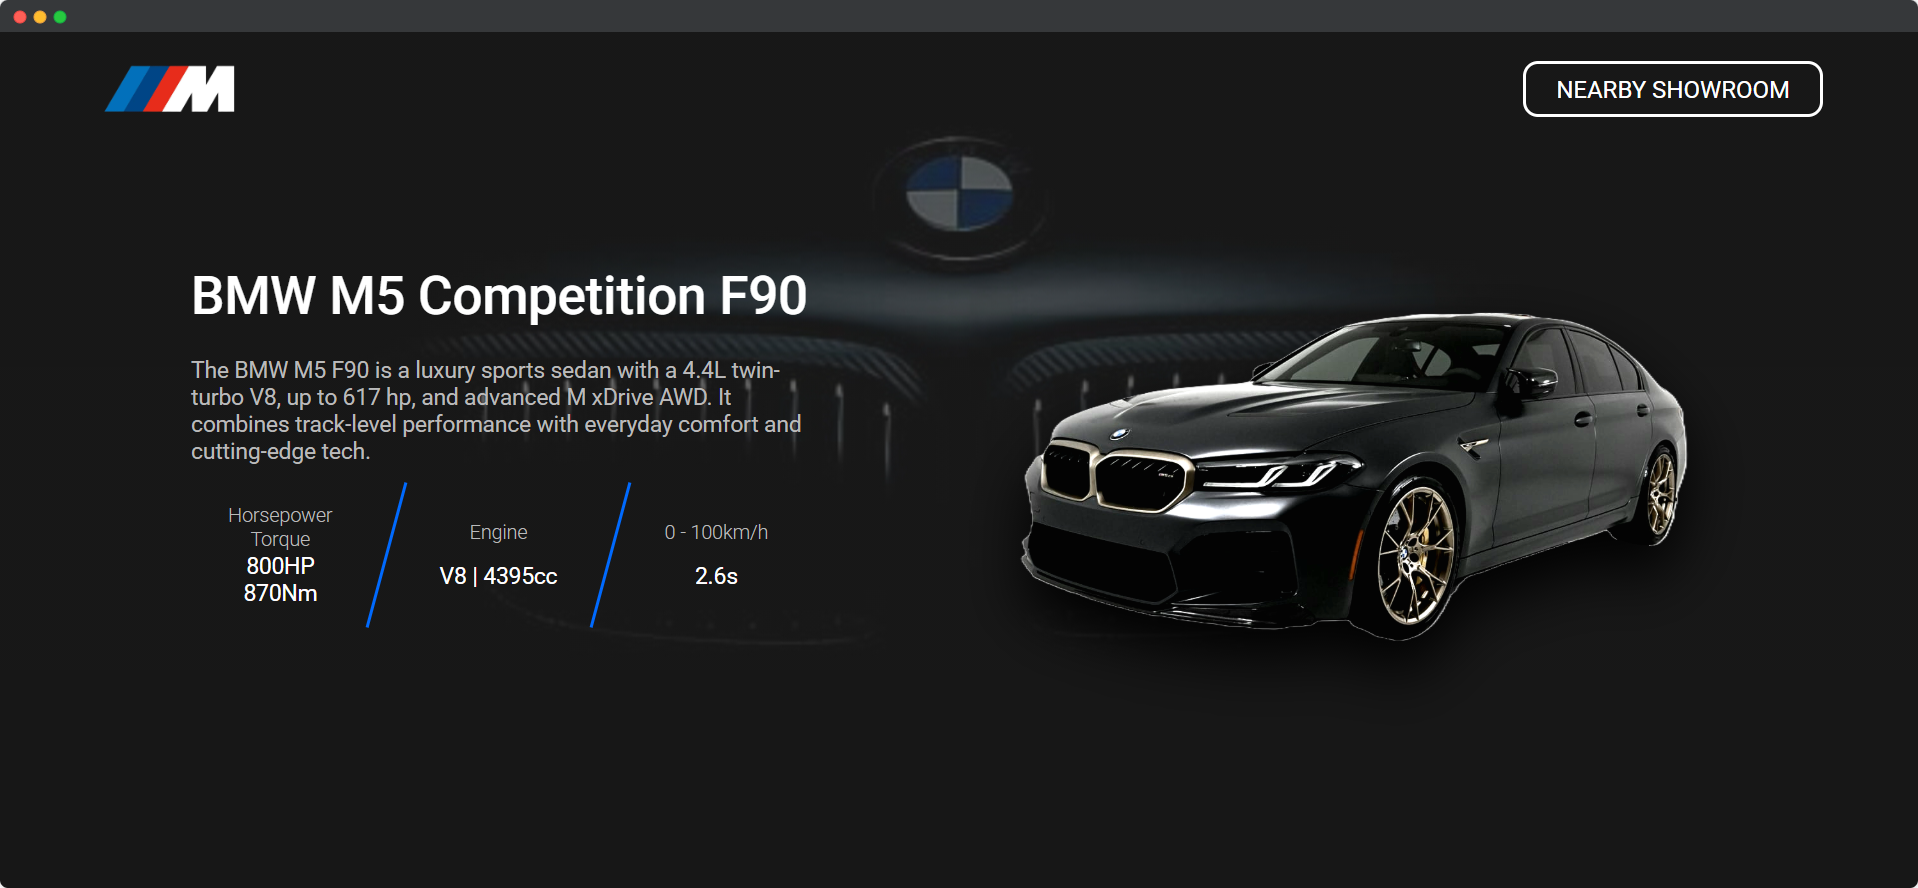 M
NEARBY SHOWROOM
BMW M5 Competition F90
The BMW M5 F90 is a luxury sports sedan with a 4.4L twin-
turbo V8, up to 617 hp, and advanced M xDrive AWD. It
combines track-level performance with everyday comfort and
cutting-edge tech.
Horsepower
Torque
800HP
870Nm
Engine
V8 | 4395cc
0 - 100km/h
2.6s